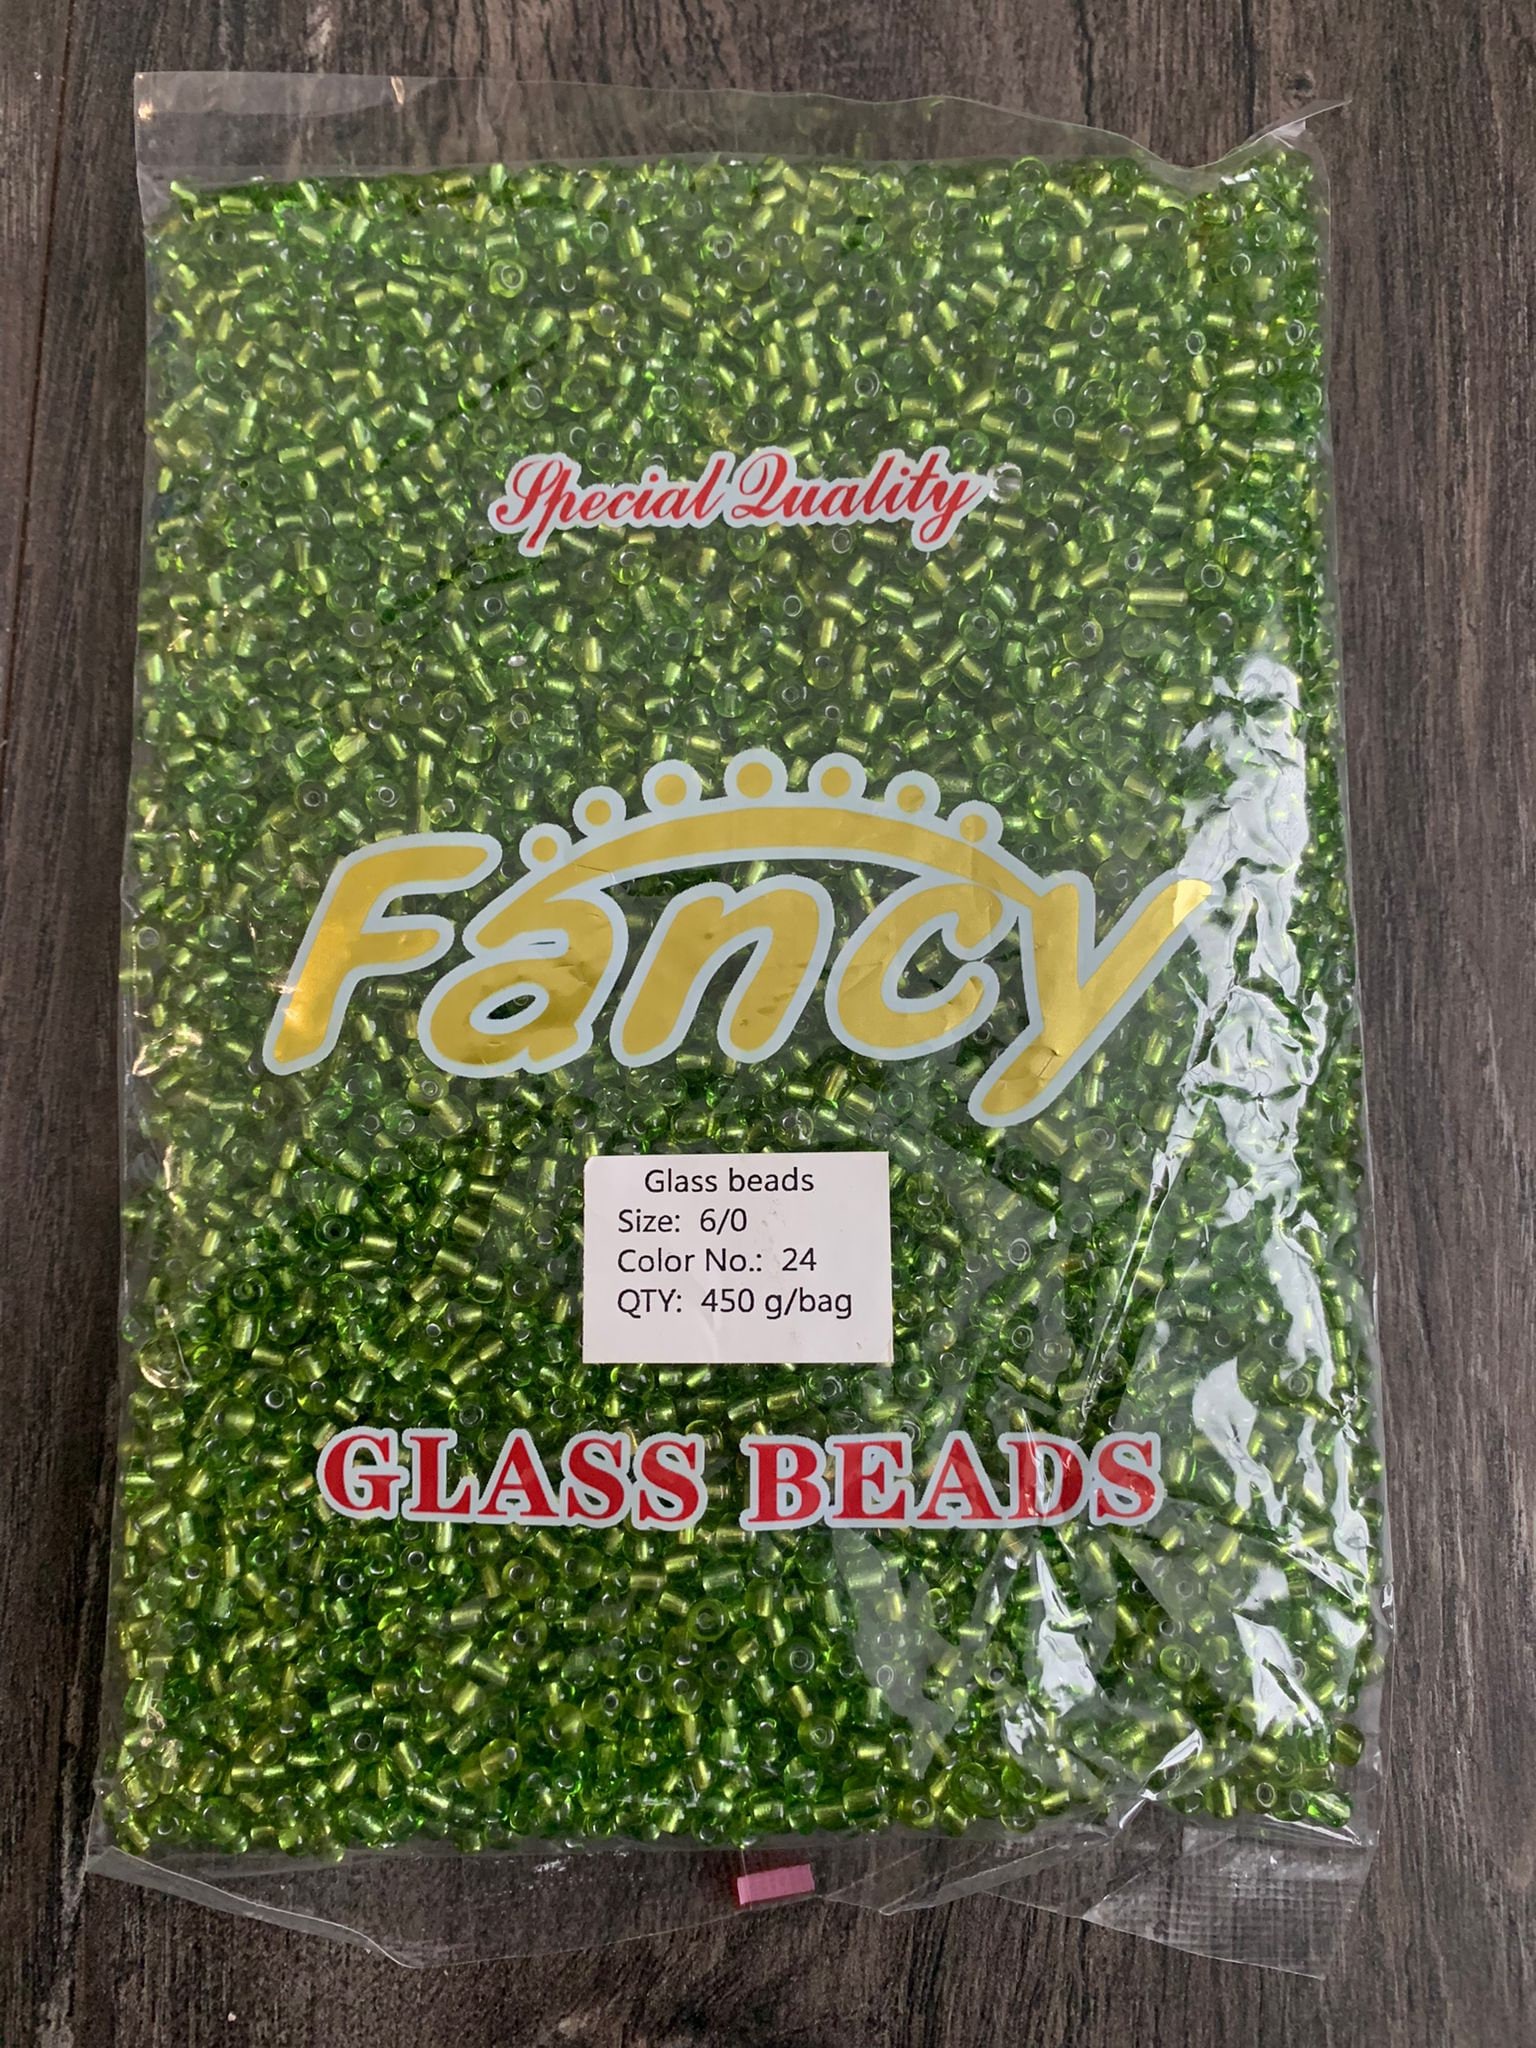 Special Quality
Fancy
Glass beads
Size: 6/0
Color No.: 24
QTY: 450 g/bag
GLASS BEADS